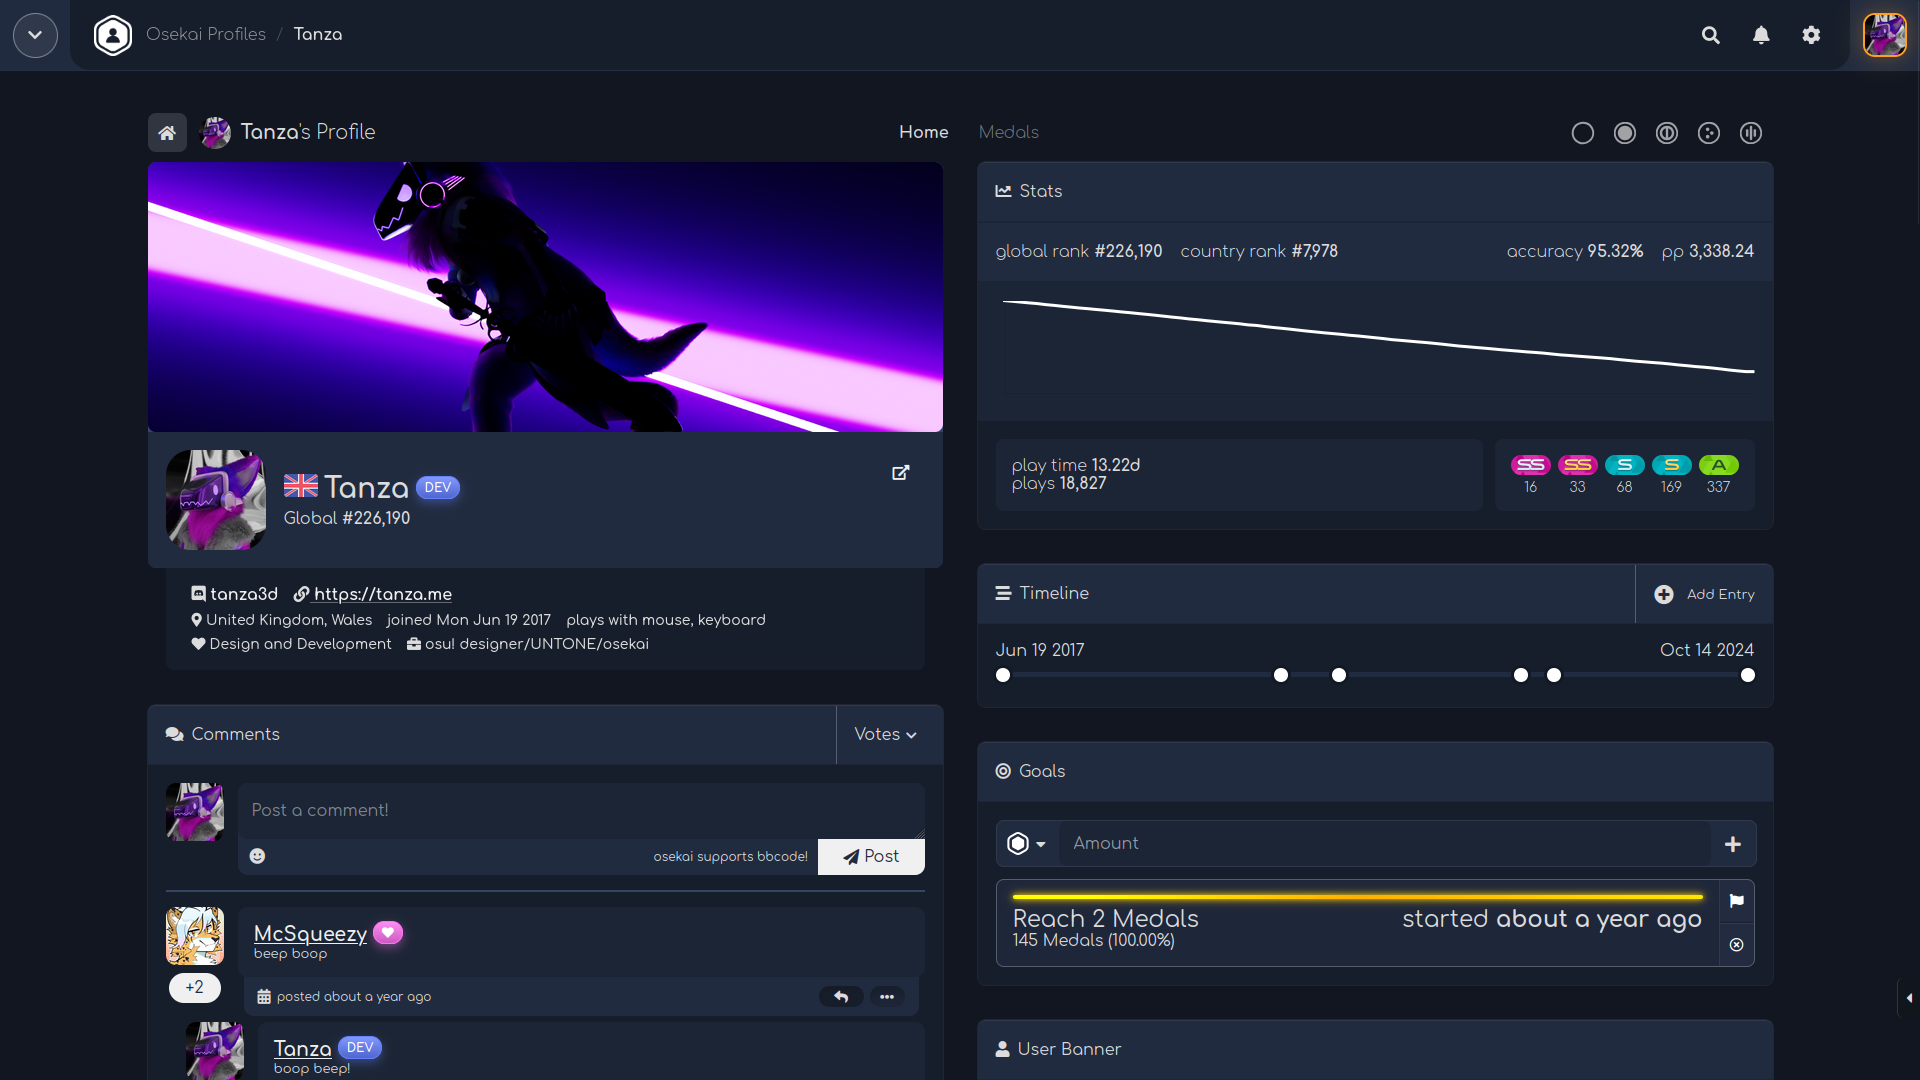 Osekai Profiles / Tanza
Tanza's Profile
Home
Medals
Tanza DEV
Global #226,190
tanza3d https://tanza.me
United Kingdom, Wales joined Mon Jun 19 2017 plays with mouse, keyboard
Design and Development osu! designer/UNTONE/osekai
Comments
Votes
Post a comment!
osekai supports bbcode!
Post
McSqueezy
beep boop
+2
posted about a year ago
Tanza DEV
boop beep!
Stats
global rank #226,190 country rank #7978 accuracy 95.32% pp 3,338.24
play time 13.22d
plays 18,827
SS SS S S A
16 33 68 169 337
Timeline
Add Entry
Jun 19 2017 Oct 14 2024
Goals
Amount
Reach 2 Medals started about a year ago
145 Medals (100.00%)
User Banner